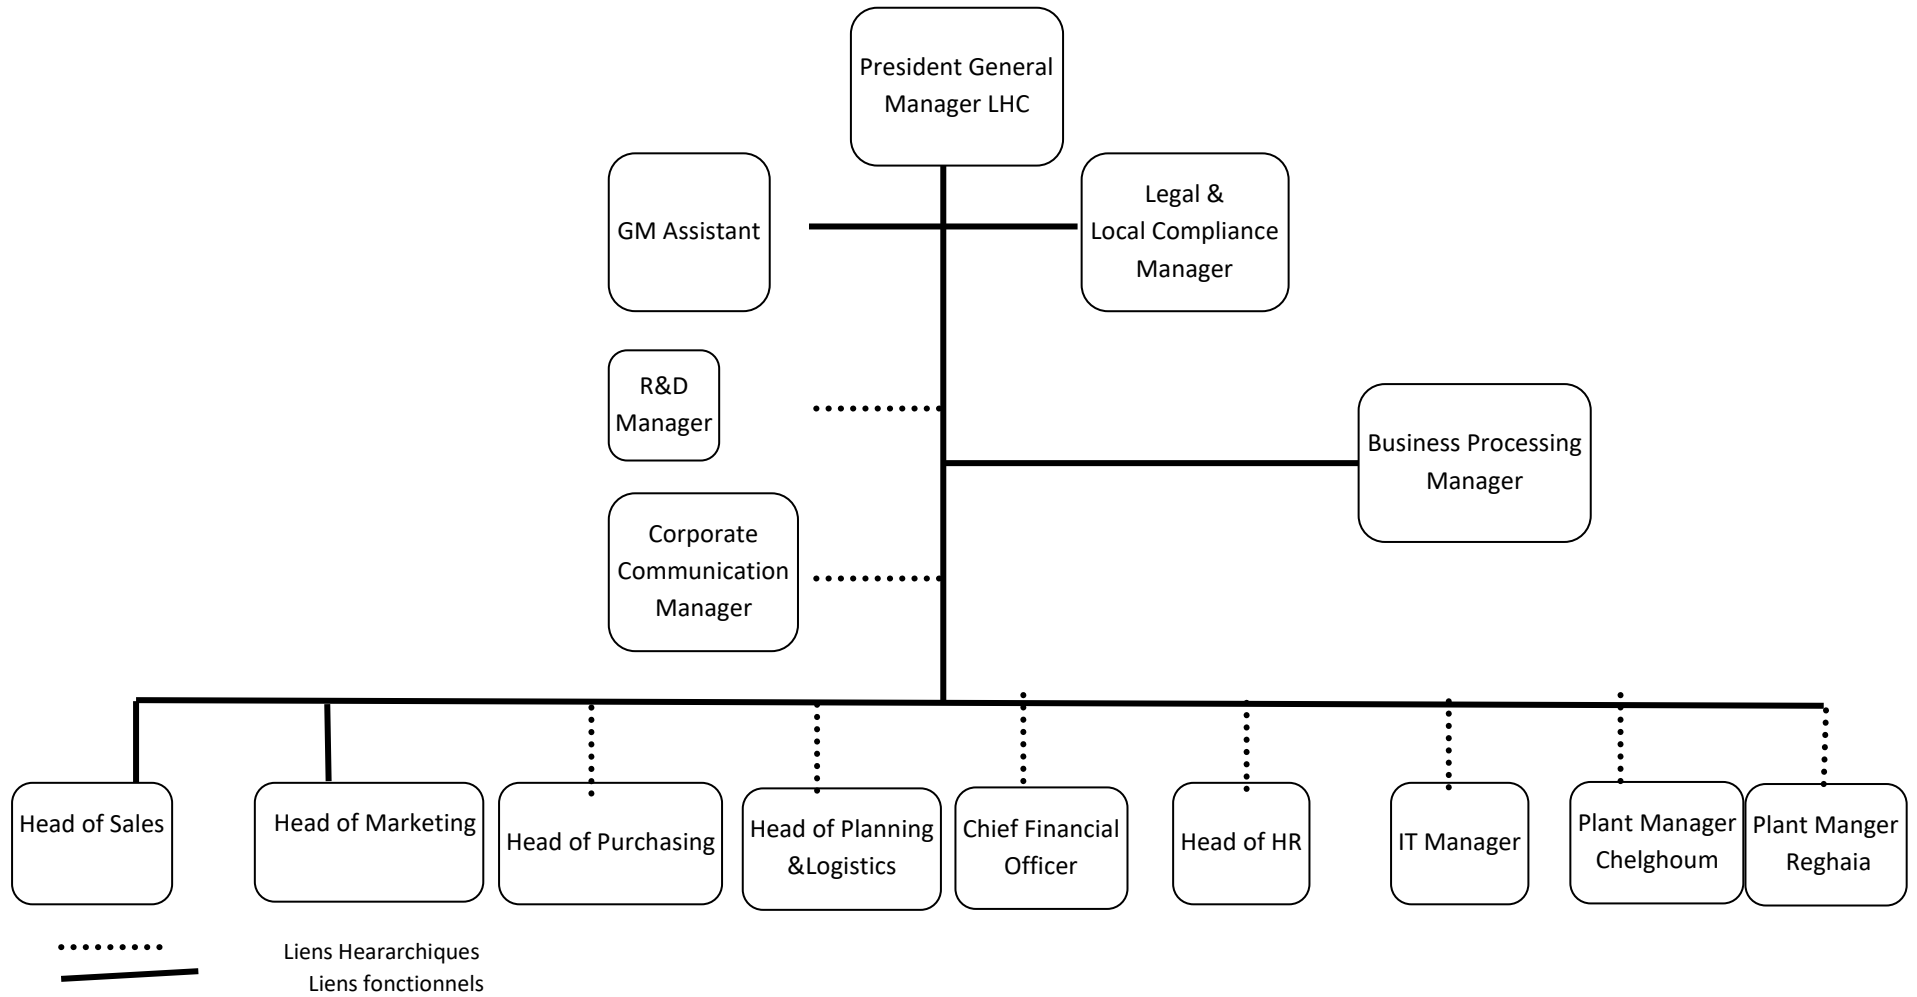 President General
Manager LHC
GM Assistant
Legal &
Local Compliance
Manager
R&D
Manager
Business Processing
Manager
Corporate
Communication
Manager
Head of Sales
Head of Marketing
Head of Purchasing
Head of Planning
&Logistics
Chief Financial
Officer
Head of HR
IT Manager
Plant Manager
Chelghoum
Plant Manger
Reghaia
Liens Heararchiques
Liens fonctionnels